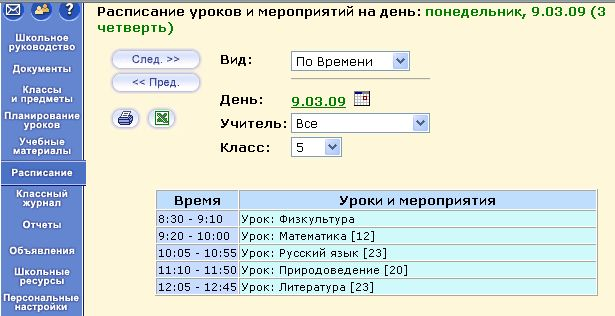 ?
Расписание уроков и мероприятий на день: понедельник, 9.03.09 (3
четверть)
Школьное
руководство
Документы
Классы
и предметы
Планирование
уроков
Учебные
материалы
Расписание
Классный
журнал
Отчеты
Объявления
Школьные
ресурсы
Персональные
настройки
След. >>
<< Пред.
Вид: По Времени
День: 9.03.09
Учитель: Все
Класс: 5
Время Уроки и мероприятия
8:30 - 9:10 Урок: Физкультура
9:20 - 10:00 Урок: Математика [12]
10:05 - 10:55 Урок: Русский язык [23]
11:10 - 11:50 Урок: Природоведение [20]
12:05 - 12:45 Урок: Литература [23]